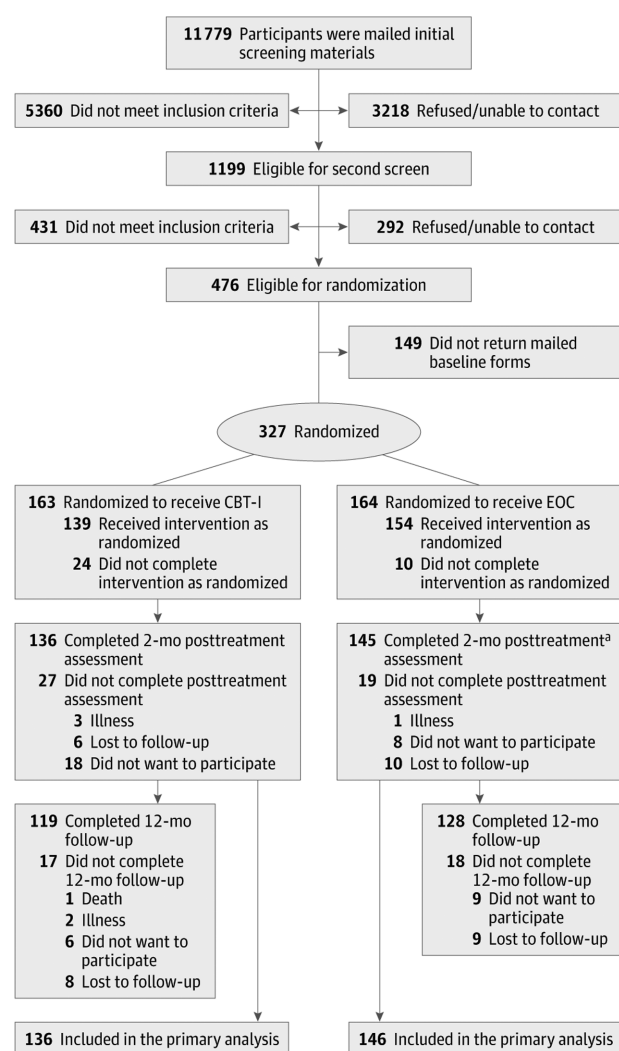 11 779 Participants were mailed initial
screening materials
5360 Did not meet inclusion criteria
3218 Refused/unable to contact
1199 Eligible for second screen
431 Did not meet inclusion criteria
292 Refused/unable to contact
476 Eligible for randomization
149 Did not return mailed
baseline forms
327 Randomized
163 Randomized to receive CBT-I
139 Received intervention as
randomized
24 Did not complete
intervention as randomized
164 Randomized to receive EOC
154 Received intervention as
randomized
10 Did not complete
intervention as randomized
136 Completed 2-mo posttreatment
assessment
27 Did not complete posttreatment
assessment
3 Illness
6 Lost to follow-up
18 Did not want to participate
145 Completed 2-mo posttreatmentᵃ
assessment
19 Did not complete posttreatment
assessment
1 Illness
8 Did not want to participate
10 Lost to follow-up
119 Completed 12-mo
follow-up
17 Did not complete
12-mo follow-up
1 Death
2 Illness
6 Did not want to
participate
8 Lost to follow-up
128 Completed 12-mo
follow-up
18 Did not complete
12-mo follow-up
9 Did not want to
participate
9 Lost to follow-up
136 Included in the primary analysis
146 Included in the primary analysis